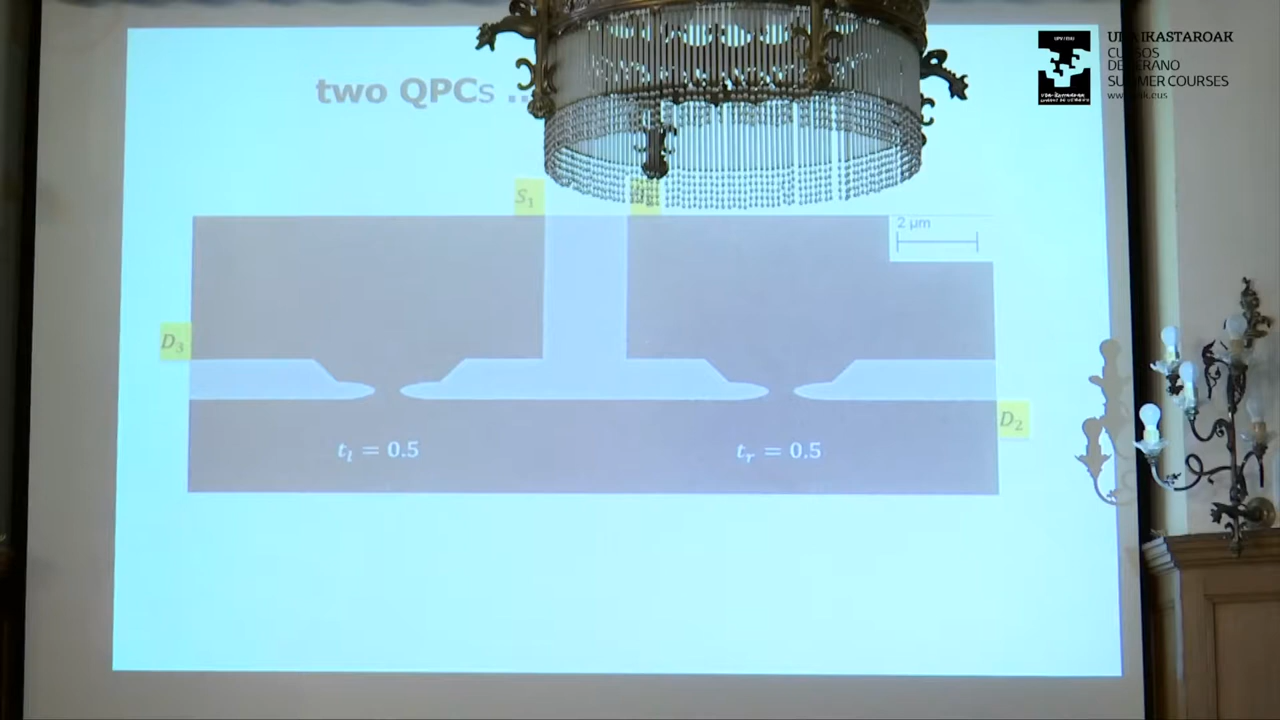 two QPCs ..
S₁
2 μm
D₃
D₂
tₗ = 0.5
tᵣ = 0.5
IKASTAROAK
CURSOS
DE VERANO
SUMMER COURSES